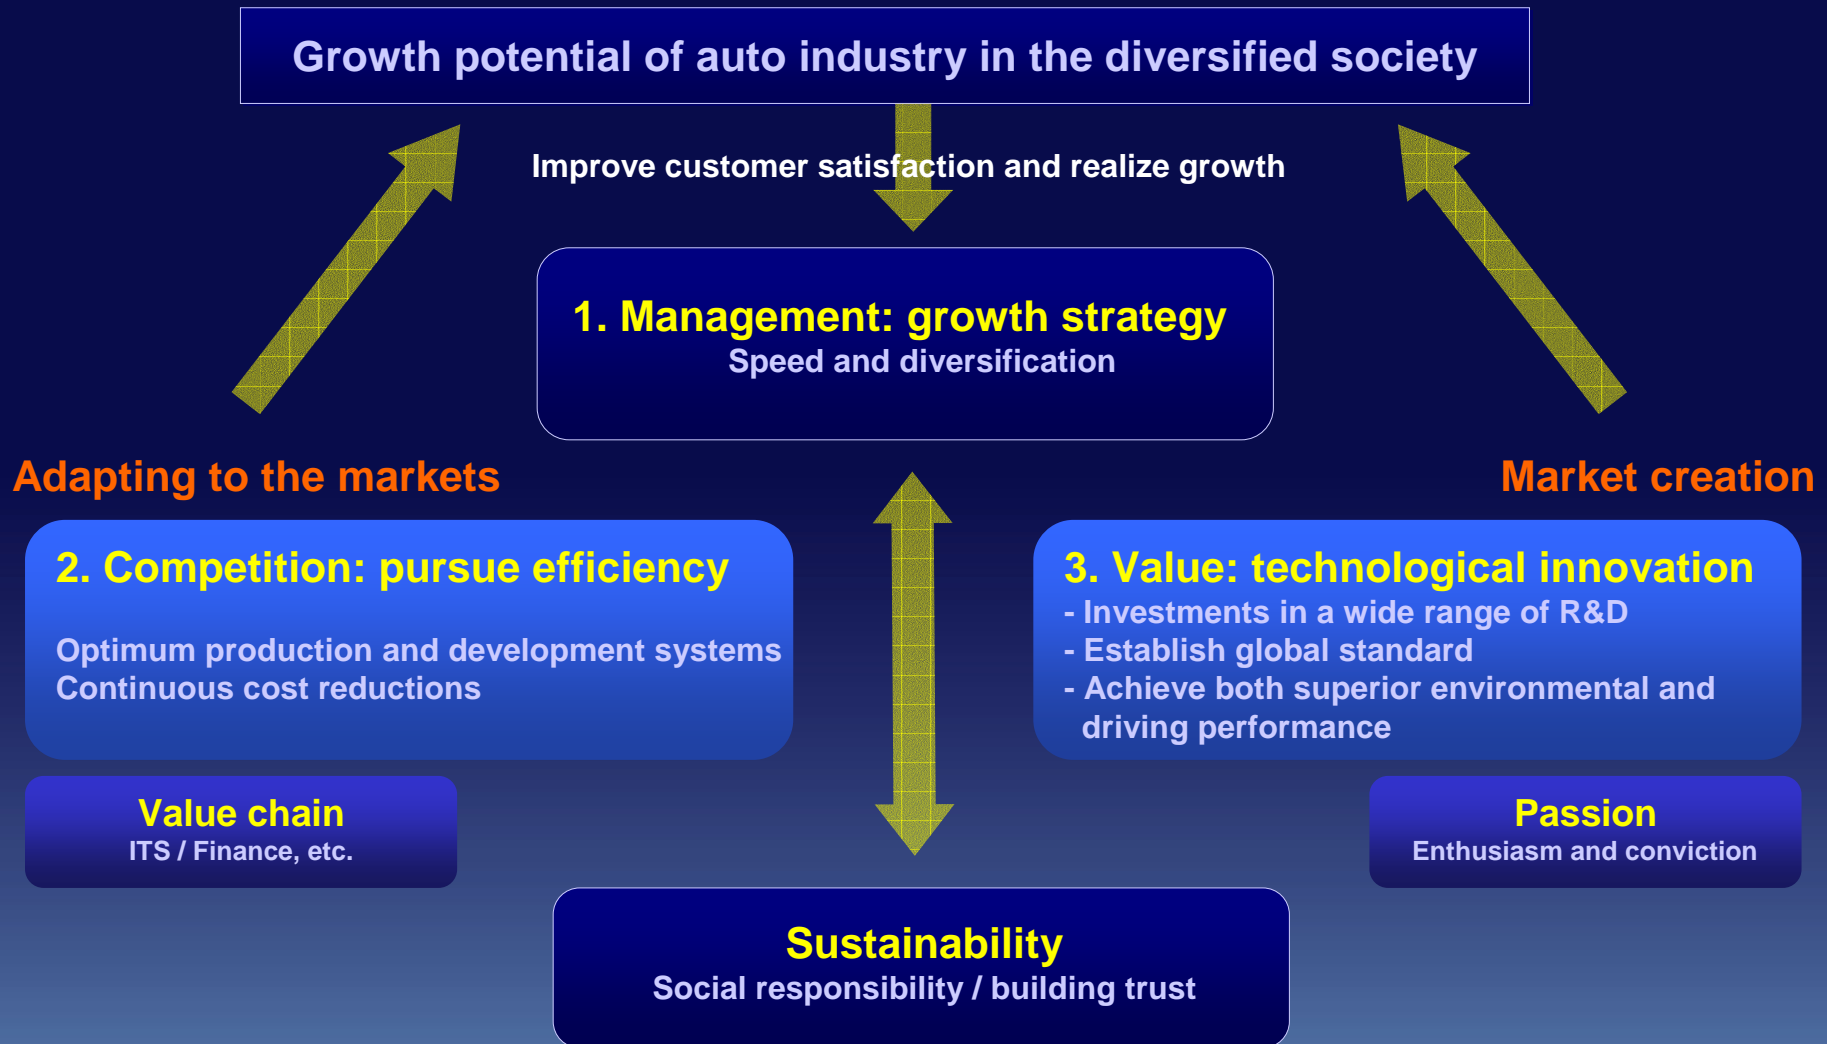 Growth potential of auto industry in the diversified society
Improve customer satisfaction and realize growth
1. Management: growth strategy
Speed and diversification
Adapting to the markets
Market creation
2. Competition: pursue efficiency
Optimum production and development systems
Continuous cost reductions
3. Value: technological innovation
- Investments in a wide range of R&D
- Establish global standard
- Achieve both superior environmental and
driving performance
Value chain
ITS / Finance, etc.
Passion
Enthusiasm and conviction
Sustainability
Social responsibility / building trust